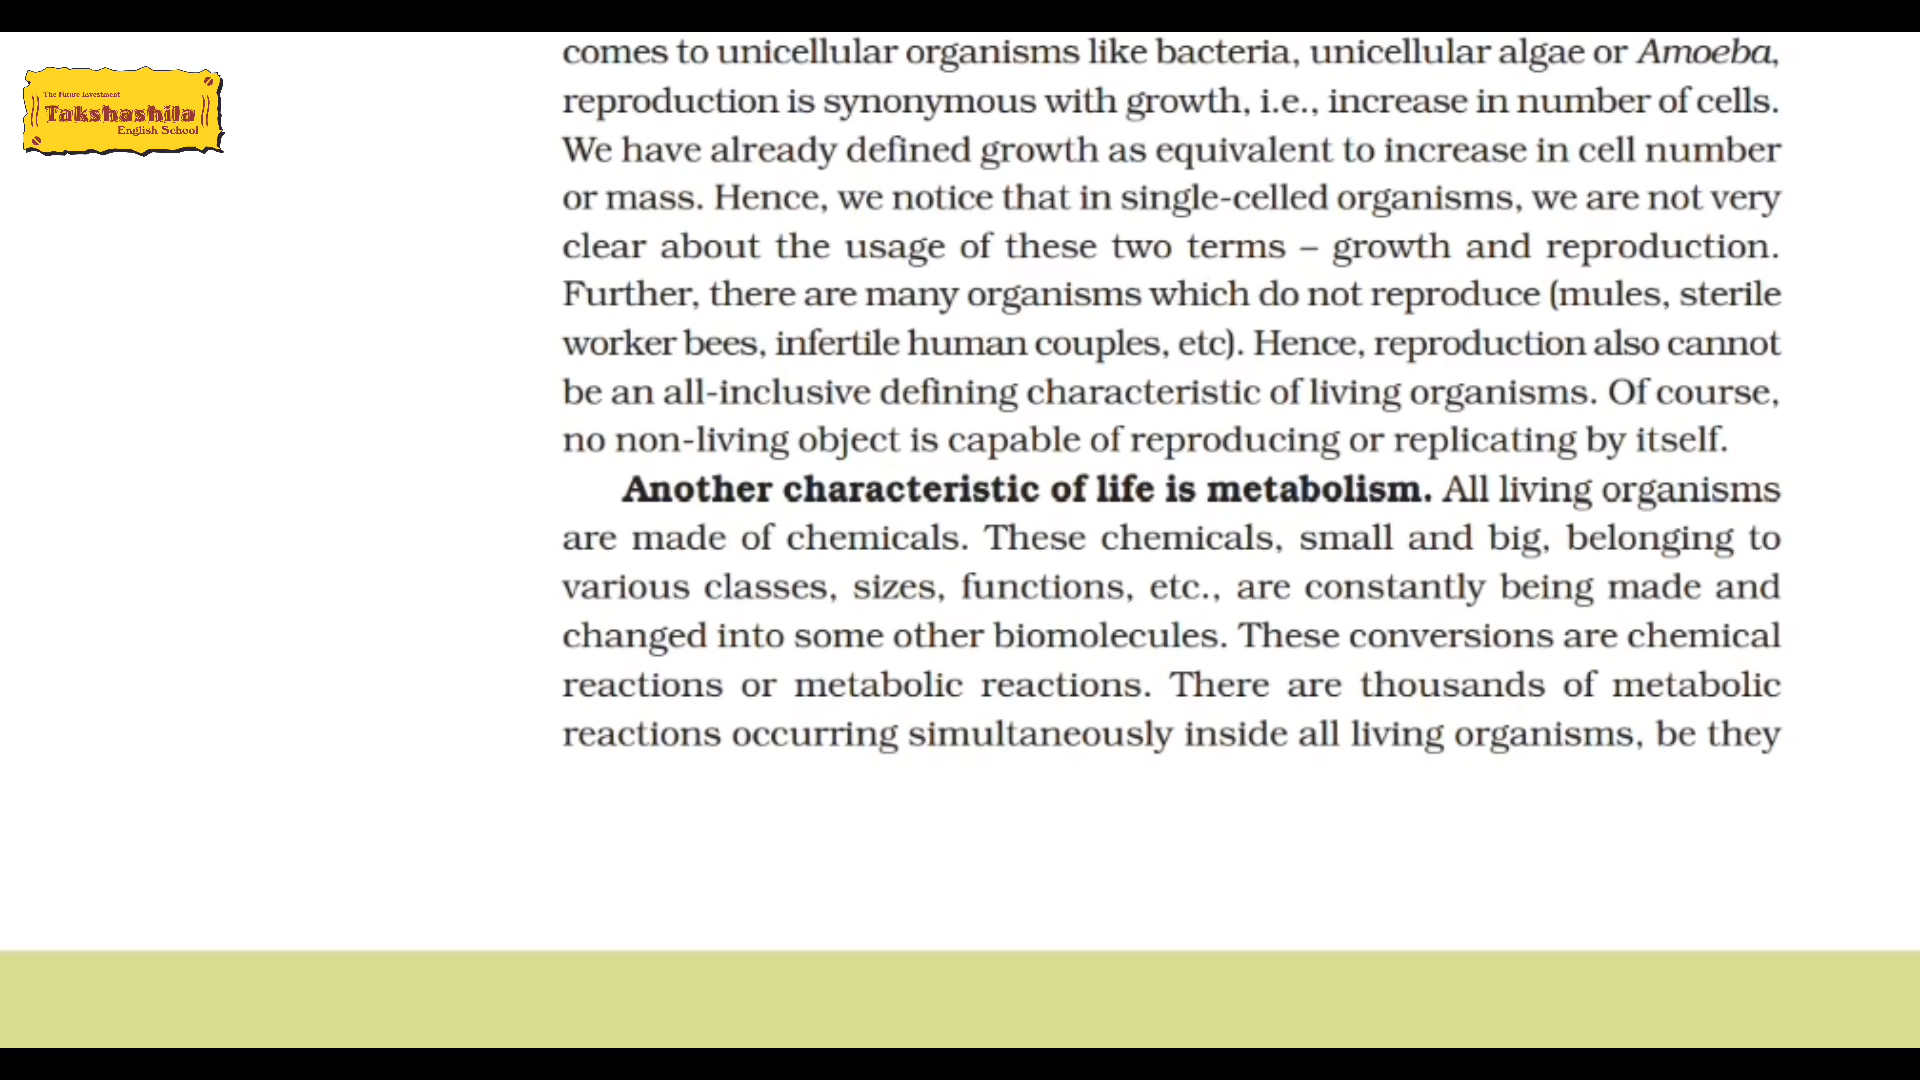 The Future Investment
Takshashila
English School
comes to unicellular organisms like bacteria, unicellular algae or Amoeba,
reproduction is synonymous with growth, i.e., increase in number of cells.
We have already defined growth as equivalent to increase in cell number
or mass. Hence, we notice that in single-celled organisms, we are not very
clear about the usage of these two terms – growth and reproduction.
Further, there are many organisms which do not reproduce (mules, sterile
worker bees, infertile human couples, etc). Hence, reproduction also cannot
be an all-inclusive defining characteristic of living organisms. Of course,
no non-living object is capable of reproducing or replicating by itself.
Another characteristic of life is metabolism. All living organisms
are made of chemicals. These chemicals, small and big, belonging to
various classes, sizes, functions, etc., are constantly being made and
changed into some other biomolecules. These conversions are chemical
reactions or metabolic reactions. There are thousands of metabolic
reactions occurring simultaneously inside all living organisms, be they